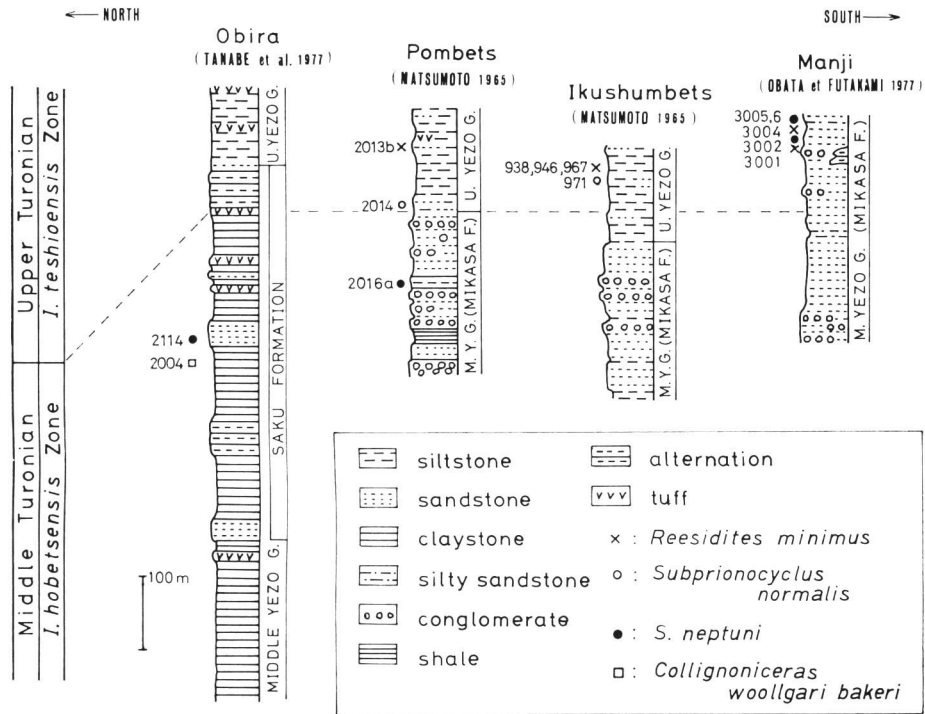 ← NORTH
SOUTH →
Obira
(TANABE et al. 1977)
Pombets
(MATSUMOTO 1965)
Ikushumbets
(MATSUMOTO 1965)
Manji
(OBATA et FUTAKAMI 1977)
Upper Turonian
I. teshioensis Zone
Middle Turonian
I. hobetsensis Zone
2114
2004
U. YEZO G.
SAKU FORMATION
MIDDLE YEZO G.
100 m
2013b
2014
2016a
U. YEZO G.
M. Y. G. (MIKASA F.)
938,946,967
971
U. YEZO G.
M.Y.G. (MIKASA F.)
3005,6
3004
3002
3001
M. YEZO G. (MIKASA F.)
siltstone
sandstone
claystone
silty sandstone
conglomerate
shale
alternation
tuff
× : Reesidites minimus
○ : Subprionocyclus
normalis
● : S. neptuni
□ : Collignoniceras
woollgari bakeri